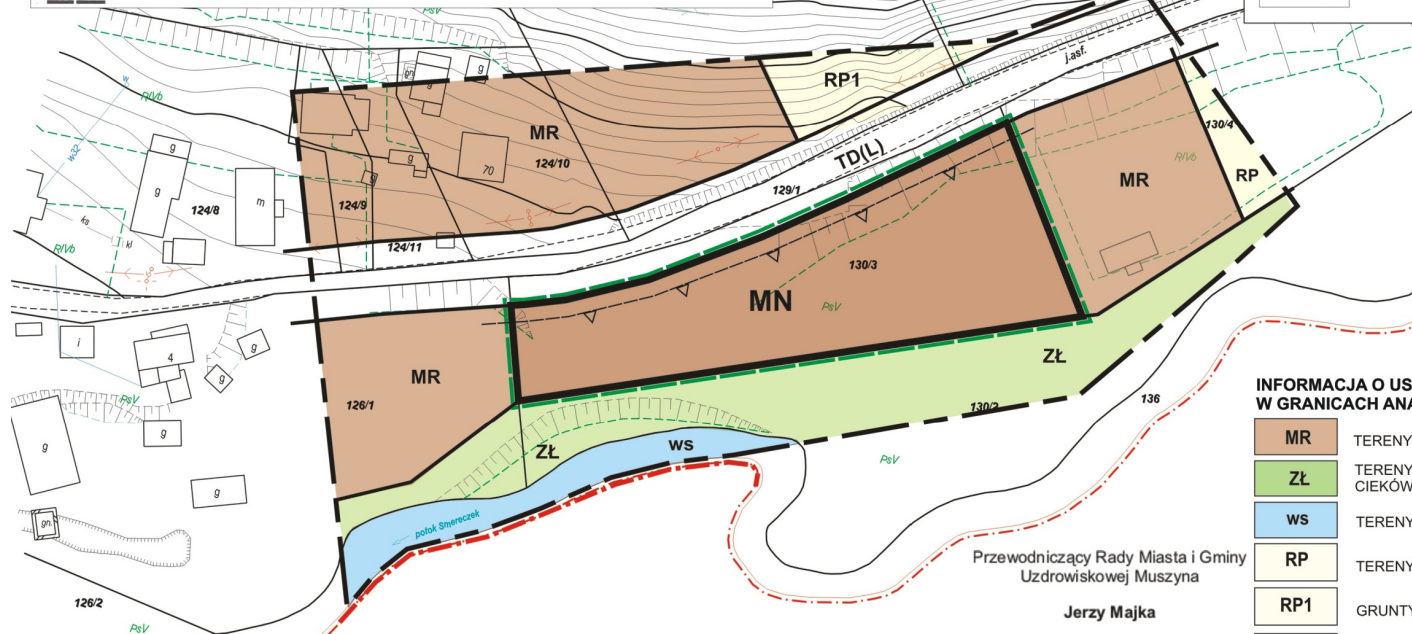 PsV
j.asf.
gn
g
g
RP1
R/Vb
MR
130/4
w
g
w32
g
70
124/10
TD(L)
R/Vb
g
g
MR
RP
124/9
129/1
g
m
124/8
ks
kl
R/Vb
124/11
130/3
MN
PsV
i
4
g
g
MR
ZŁ
PsV
126/1
130/2
136
INFORMACJA O US
W GRANICACH ANA
g
g
ZŁ
ws
PsV
MR TERENY
g
ZŁ TERENY
CIEKÓW
gn.
potok Smereczek
ws TERENY
Przewodniczący Rady Miasta i Gminy
Uzdrowiskowej Muszyna
RP TERENY
126/2
Jerzy Majka
RP1 GRUNTY
PsV